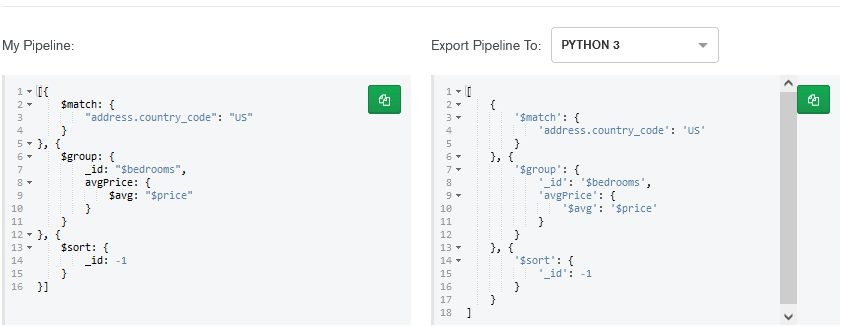 My Pipeline:
Export Pipeline To: PYTHON 3
1 [{
2 $match: {
3 "address.country_code": "US"
4 }
5 }, {
6 $group: {
7 _id: "$bedrooms",
8 avgPrice: {
9 $avg: "$price"
10 }
11 }
12 }, {
13 $sort: {
14 _id: -1
15 }
16 }]
1 [
2 {
3 '$match': {
4 'address.country_code': 'US'
5 }
6 }, {
7 '$group': {
8 '_id': '$bedrooms',
9 'avgPrice': {
10 '$avg': '$price'
11 }
12 }
13 }, {
14 '$sort': {
15 '_id': -1
16 }
17 }
18 ]